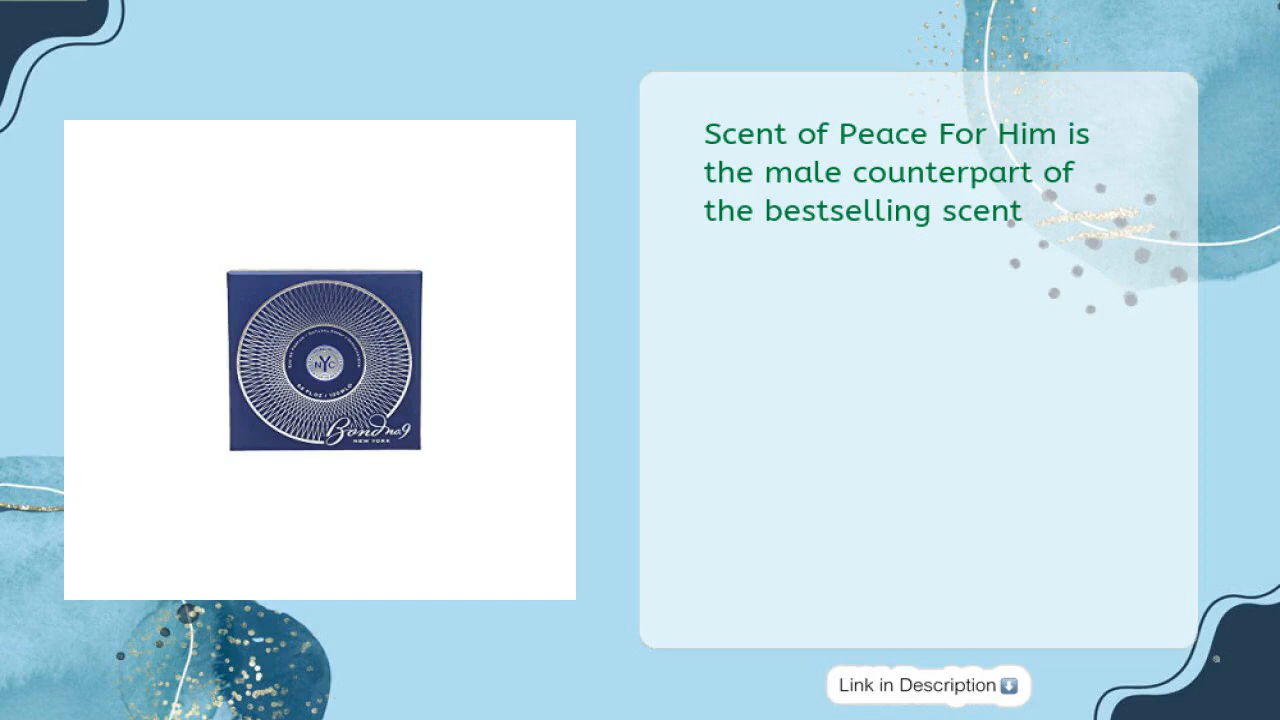 Scent of Peace For Him is
the male counterpart of
the bestselling scent
NYC
Bond no.9
NEW YORK
Link in Description